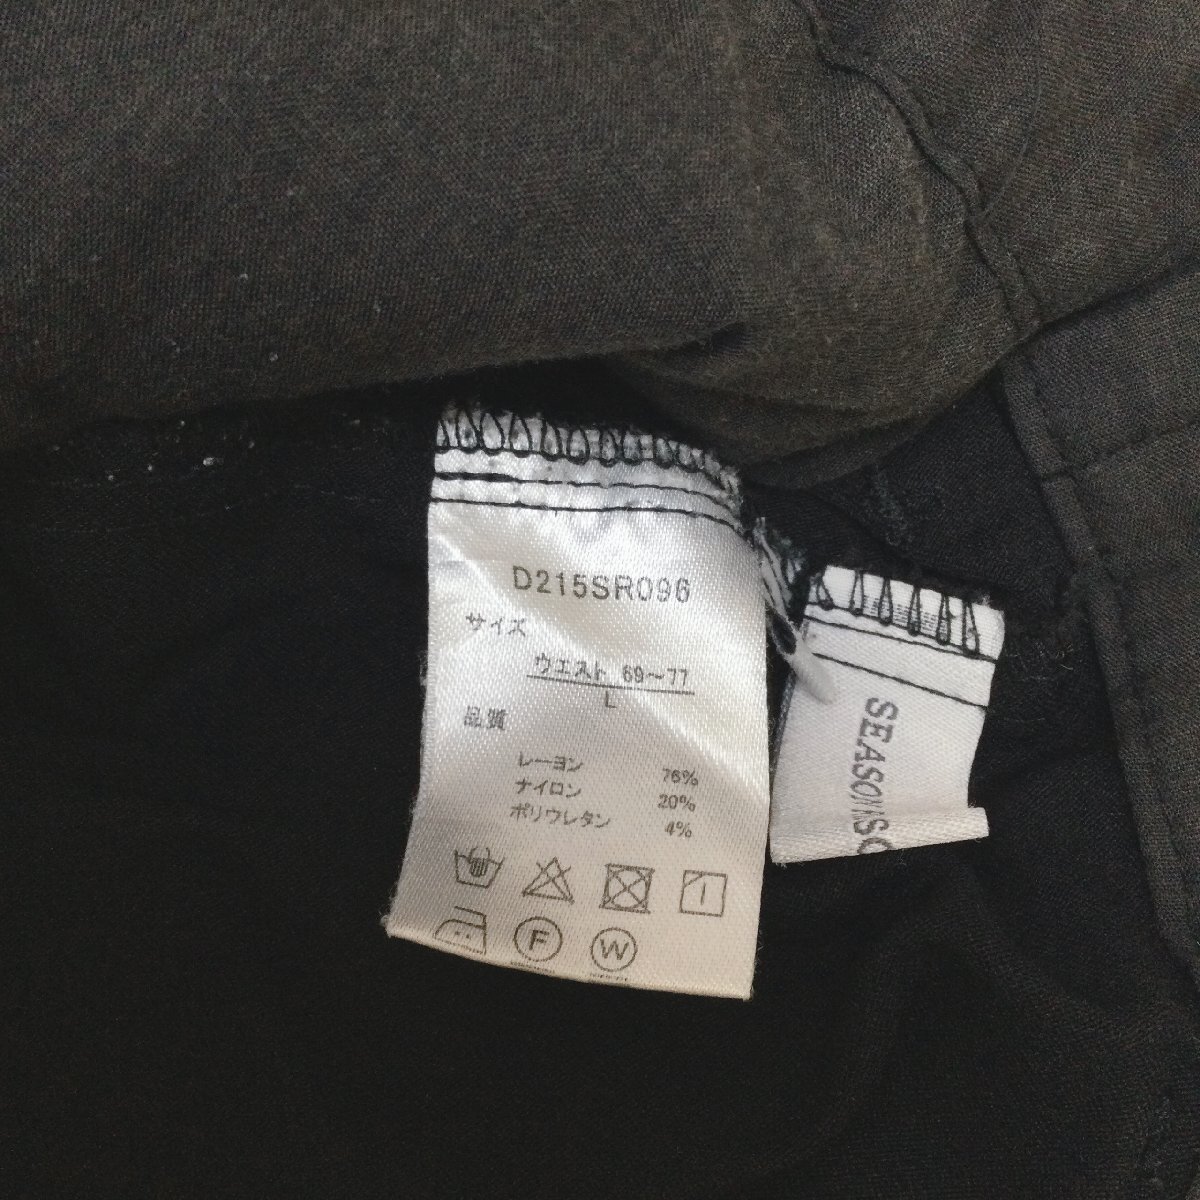 D215SR096
サイズ
ウエスト 69～77
L
品質
レーヨン 76%
ナイロン 20%
ポリウレタン 4%
F
W